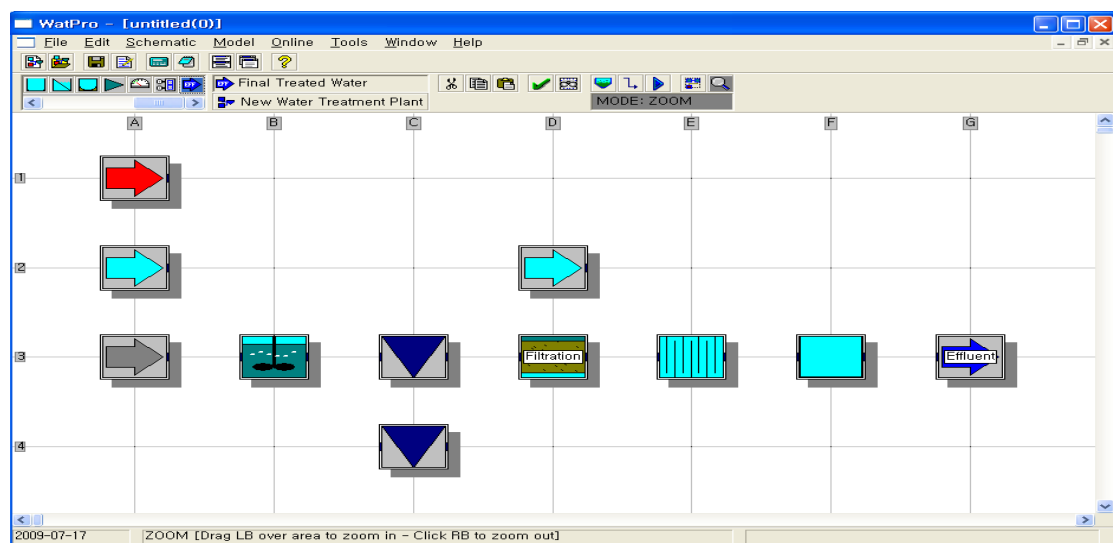 WatPro - [untitled(0)]
File Edit Schematic Model Online Tools Window Help
DPT Final Treated Water
New Water Treatment Plant
MODE: ZOOM
A B C D E F G
1
2
3
Filtration
Effluent
4
2009-07-17 ZOOM [Drag LB over area to zoom in - Click RB to zoom out]